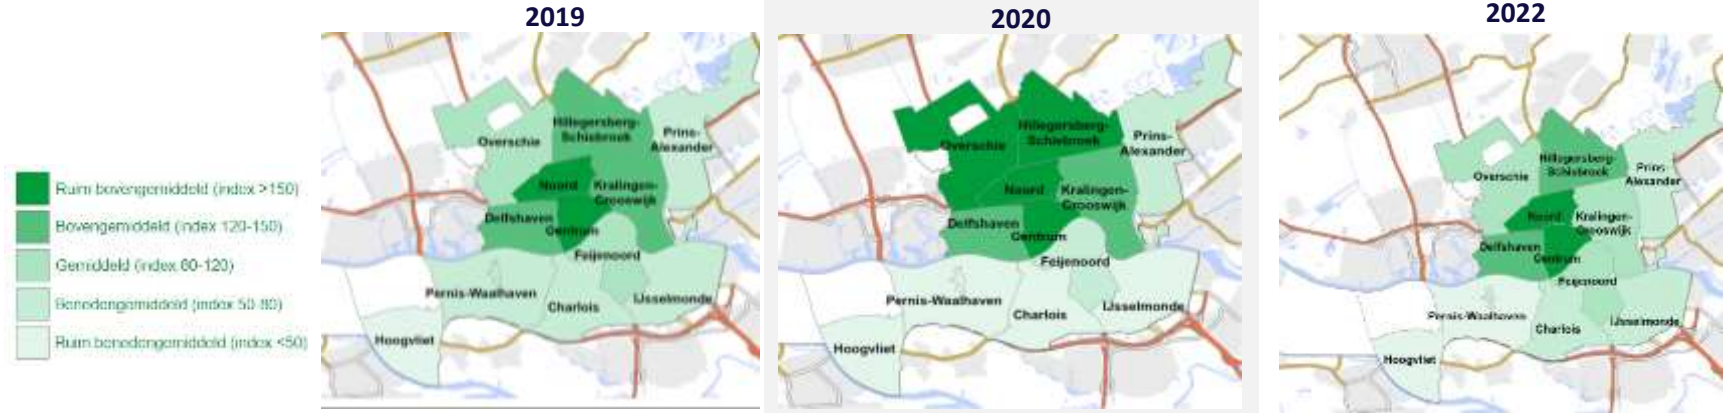 2019
2020
2022
Ruim bovengemiddeld (index >150)
Bovengemiddeld (index 120-150)
Gemiddeld (index 80-120)
Benedengemiddeld (index 50-80)
Ruim benedengemiddeld (index <50)
Hillegersberg-
Schiebroek
Overschie
Prins-
Alexander
Noord
Kralingen-
Crooswijk
Delfshaven
Centrum
Feijenoord
Pernis-Waalhaven
IJsselmonde
Charlois
Hoogvliet
Hillegersberg-
Schiebroek
Overschie
Prins-
Alexander
Noord
Kralingen-
Crooswijk
Delfshaven
Centrum
Feijenoord
Pernis-Waalhaven
IJsselmonde
Charlois
Hoogvliet
Hillegersberg-
Schiebroek
Overschie
Prins-
Alexander
Noord
Kralingen-
Crooswijk
Delfshaven
Centrum
Feijenoord
Pernis-Waalhaven
IJsselmonde
Charlois
Hoogvliet